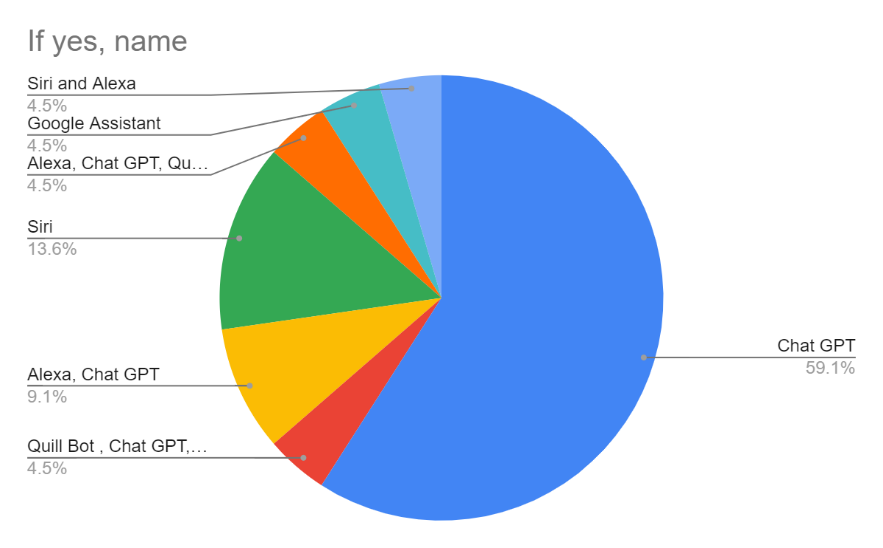 If yes, name
Siri and Alexa
4.5%
Google Assistant
4.5%
Alexa, Chat GPT, Qu…
4.5%
Siri
13.6%
Alexa, Chat GPT
9.1%
Quill Bot , Chat GPT,…
4.5%
Chat GPT
59.1%